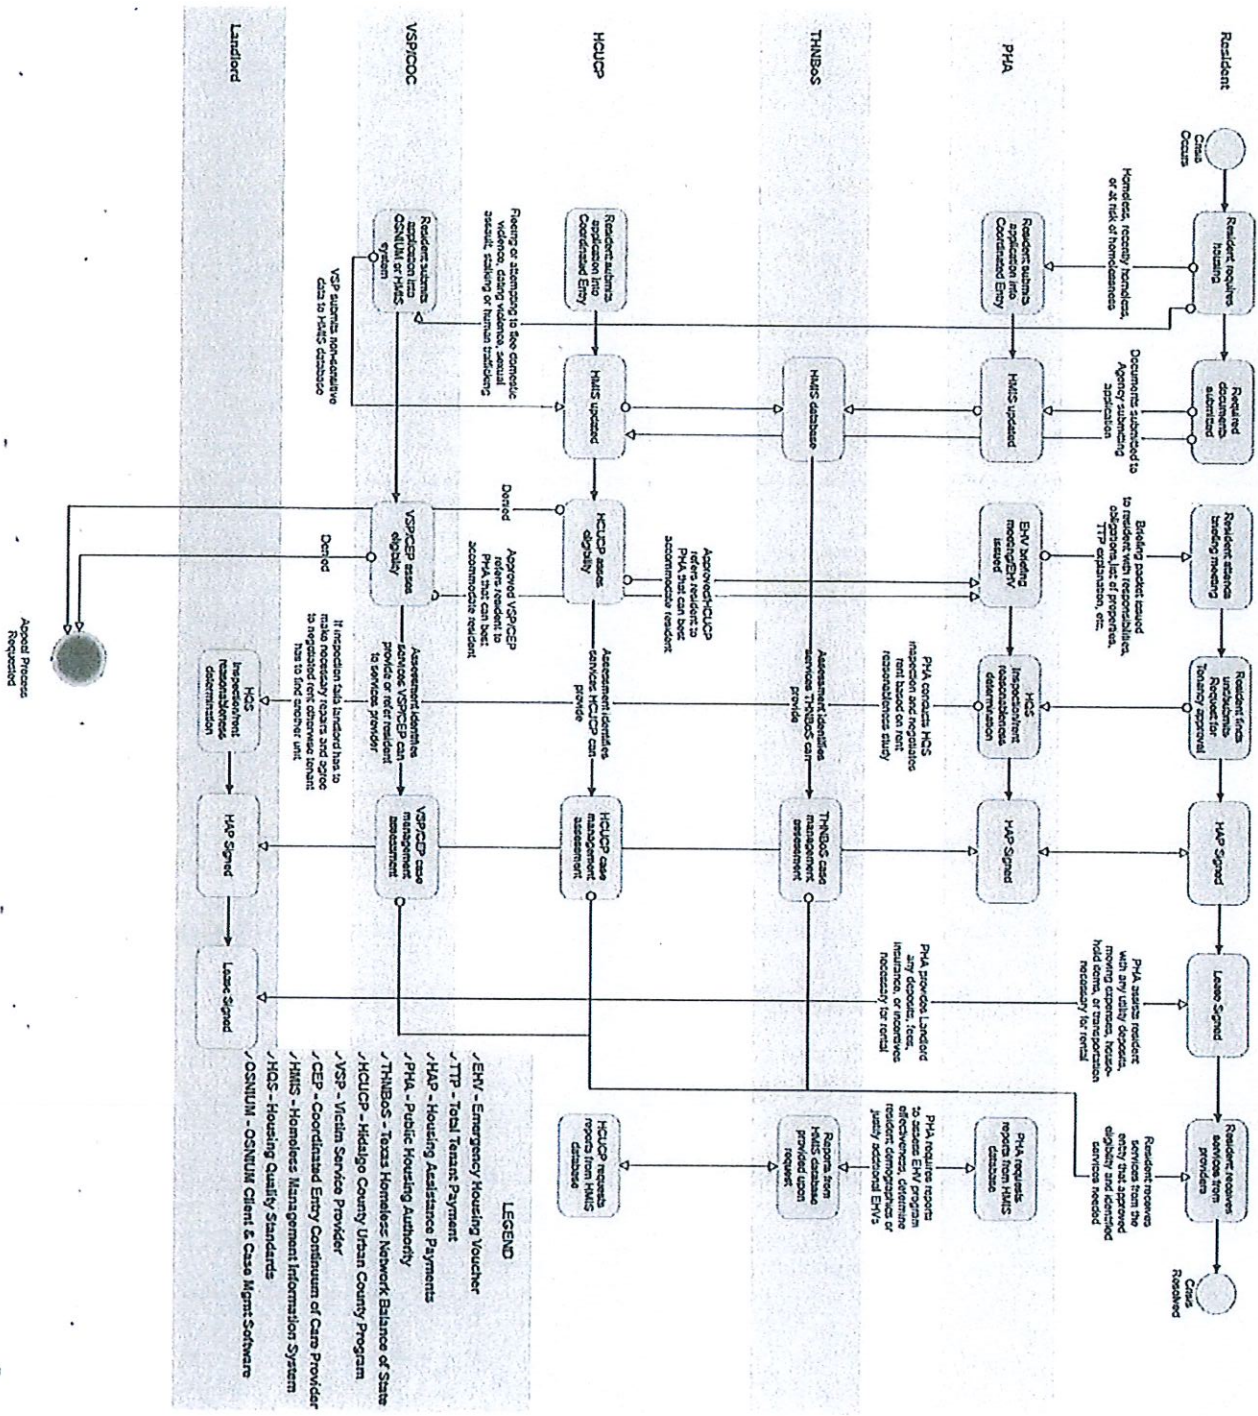 Resident
Crisis
Occurs
Resident requires
housing
Required
documents
submitted
Resident attends
briefing meeting
Resident finds
unit/submits
Request for
Tenancy approval
HAP Signed
Lease Signed
Resident receives
services from
providers
Crisis
Resolved
Homeless, recently homeless,
or at risk of homelessness
Documents submitted to
Agency submitting
application
Briefing packet issued
to resident with responsibilities,
obligations,list of properties,
TTP explanation, etc.
PHA assists resident
with any utility deposits,
moving expenses, house-
hold items, or transportation
necessary for rental
Resident receives
services from the
entity that approved
eligibility and identified
services needed
PHA
Resident submits
application into
Coordinated Entry
HMIS updated
EHV briefing
meeting/EHV
issued
HQS
Inspection/rent
reasonableness
determination
HAP Signed
PHA requests
reports from HMIS
database
PHA conducts HQS
inspection and negotiates
rent based on rent
reasonableness study
PHA provides Landlord
any deposits, fees,
insurance, or incentives
necessary for rental
PHA requires reports
to assess EHV program
effectiveness, determine
resident demographics or
justify additional EHVs
THNBoS
HMIS database
Assessment identifies
services THNBoS can
provide
THNBoS case
management
assessment
Reports from
HMIS database
provided upon
request
Approved/HCUCP
refers resident to
PHA that can best
accommodate resident
HCUCP
Resident submits
application into
Coordinated Entry
HMIS updated
HCUCP asses
eligibility
Assessment identifies
services HCUCP can
provide
HCUCP case
management
assessment
HCUCP requests
reports from HMIS
database
Fleeing or attempting to flee domestic
violence, dating violence, sexual
assault, stalking or human trafficking
Denied
Approved VSP/CEP
refers resident to
PHA that can best
accommodate resident
VSP/COC
Resident submits
application into
OSNIUM or HMIS
system
VSP/CEP asses
eligibility
Assessment identifies
services VSP/CEP can
provide or refer resident
to services provider
VSP/CEP case
management
assessment
VSP submits non-sensitive
data to HMIS database
Denied
If inspection fails landlord has to
make necessary repairs and agree
to negotiated rent otherwise tenant
has to find another unit
Landlord
HQS
Inspection/rent
reasonableness
determination
HAP Signed
Lease Signed
Appeal Process
Requested
LEGEND
✓EHV – Emergency Housing Voucher
✓TTP – Total Tenant Payment
✓HAP – Housing Assistance Payments
✓PHA – Public Housing Authority
✓THNBoS – Texas Homeless Network Balance of State
✓HCUCP – Hidalgo County Urban County Program
✓VSP – Victim Service Provider
✓CEP – Coordinated Entry Continuum of Care Provider
✓HMIS – Homeless Management Information System
✓HQS – Housing Quality Standards
✓OSNIUM – OSNIUM Client & Case Mgmt Software